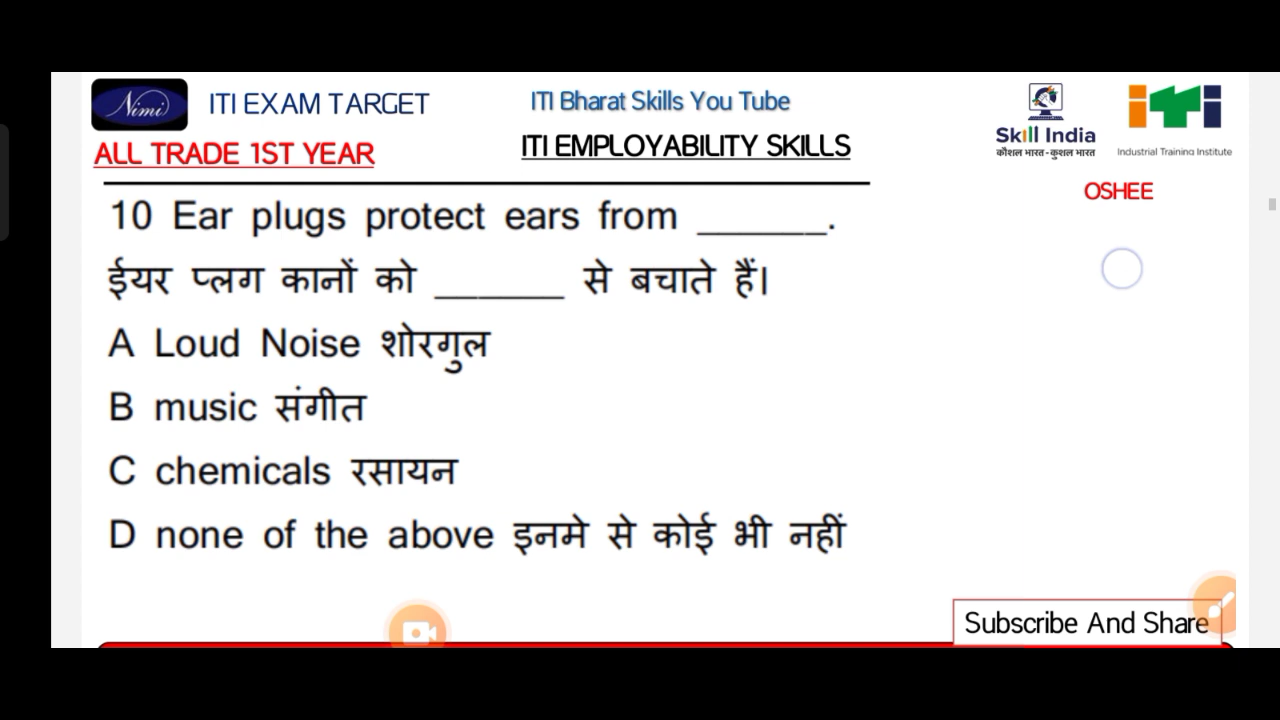 Nimi
ITI EXAM TARGET
ITI Bharat Skills You Tube
ALL TRADE 1ST YEAR
ITI EMPLOYABILITY SKILLS
Skill India
कौशल भारत - कुशल भारत
iTi
Industrial Training Institute
OSHEE
10 Ear plugs protect ears from ______.
ईयर प्लग कानों को ______ से बचाते हैं।
A Loud Noise शोरगुल
B music संगीत
C chemicals रसायन
D none of the above इनमे से कोई भी नहीं
Subscribe And Share